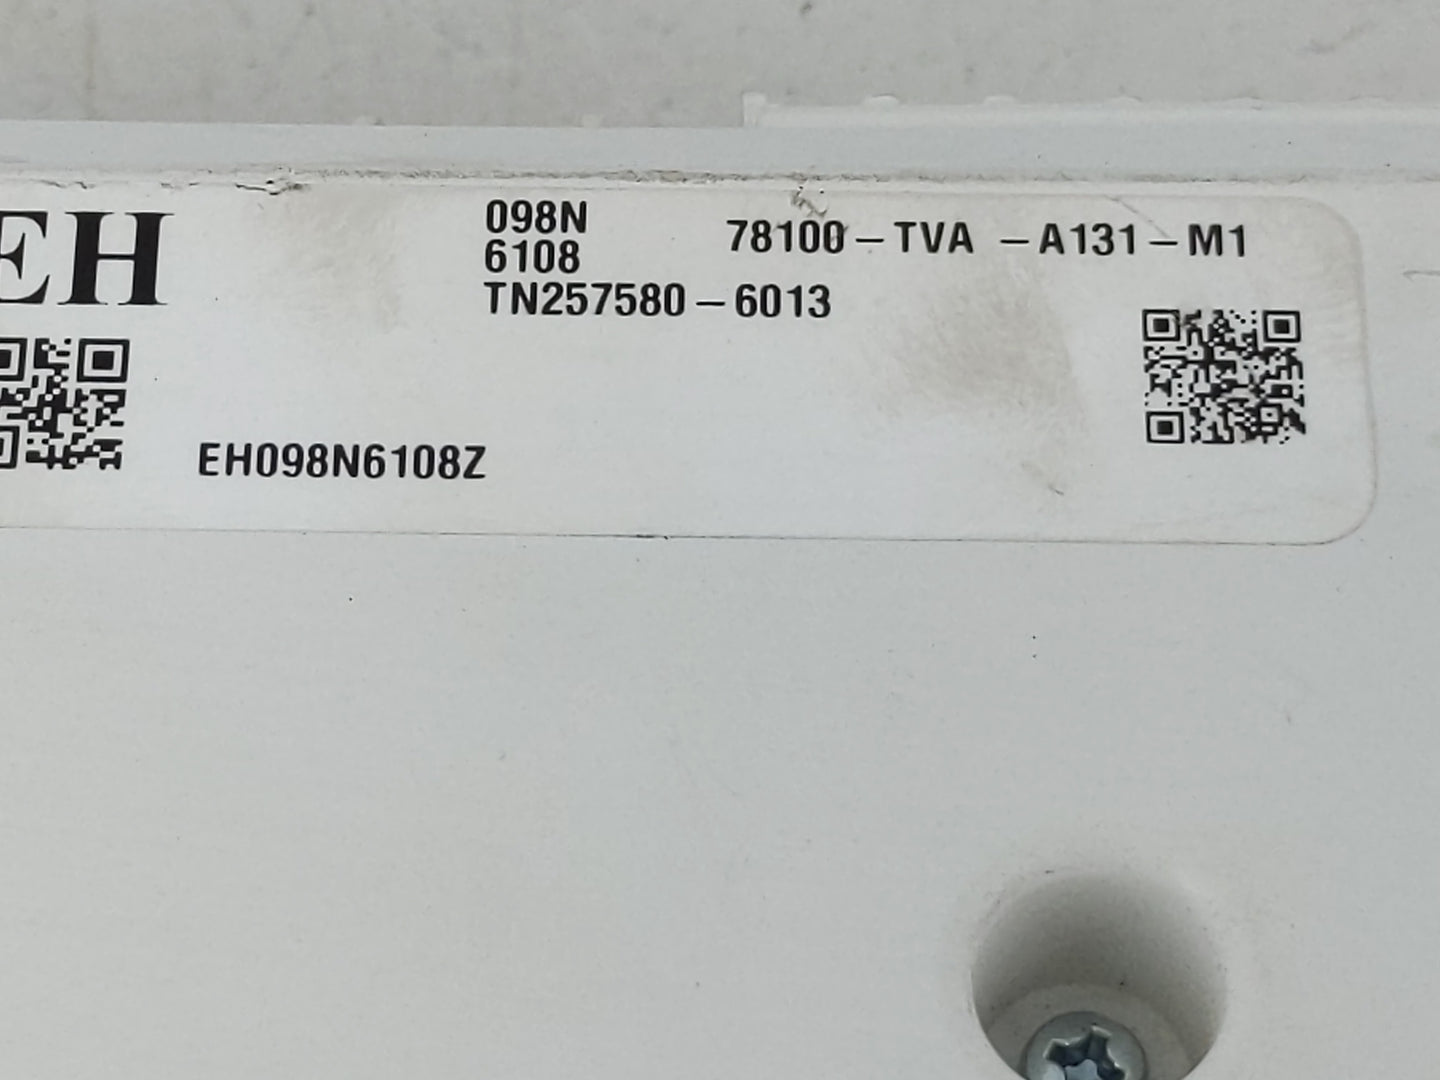 EH
098N
6108
78100-TVA -A131-M1
TN257580-6013
EH098N6108Z